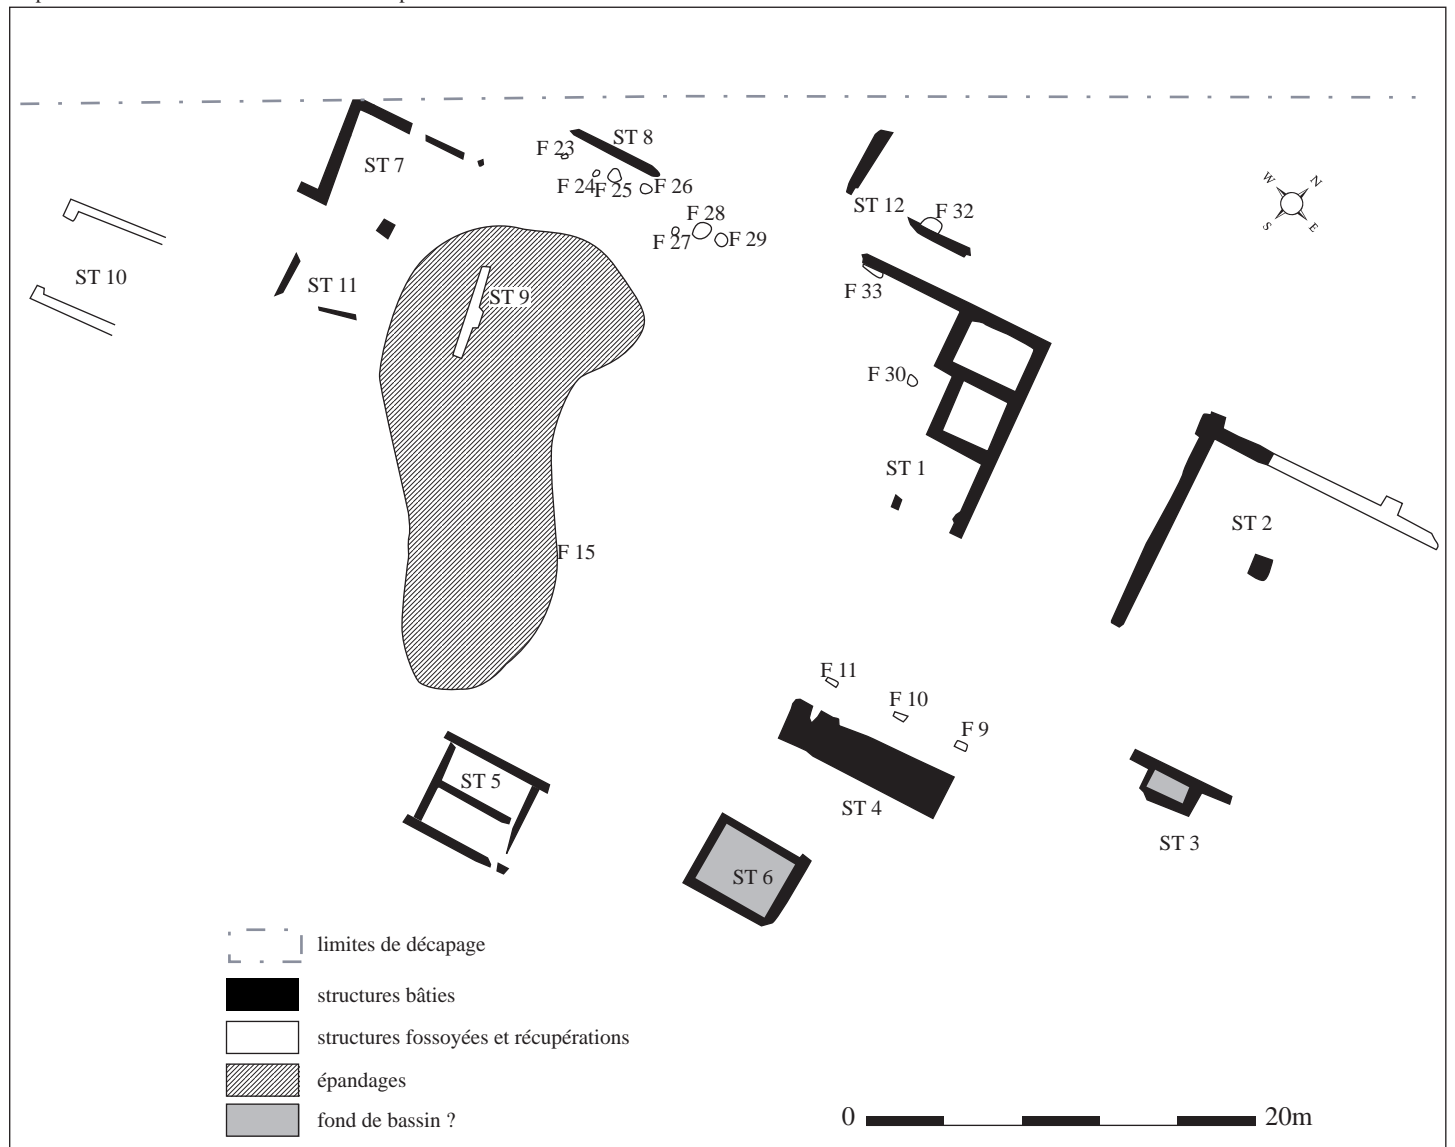 ST 8
F 23
ST 7
F 24
F 25
F 26
ST 12
F 32
W
N
S
E
F 28
F 27
F 29
ST 10
ST 11
ST 9
F 33
F 30
ST 1
ST 2
F 15
F 11
F 10
F 9
ST 5
ST 4
ST 3
ST 6
limites de décapage
structures bâties
structures fossoyées et récupérations
épandages
fond de bassin ?
0
20m